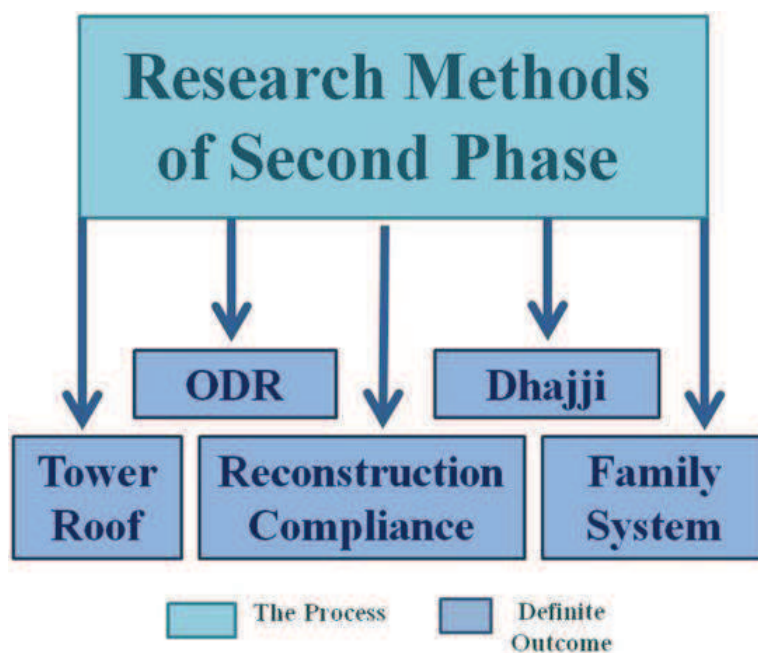 Research Methods
of Second Phase
ODR
Dhajji
Tower
Roof
Reconstruction
Compliance
Family
System
The Process
Definite
Outcome